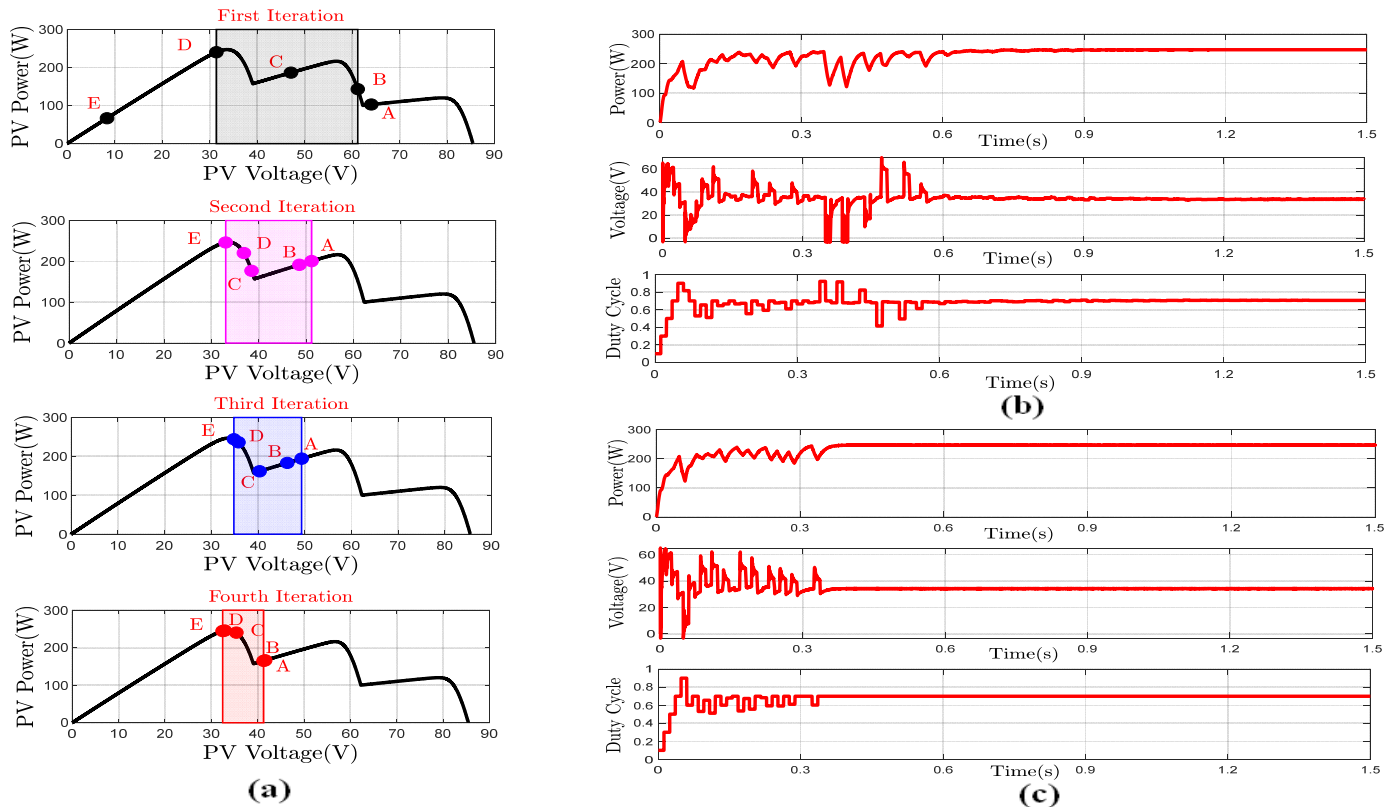 First Iteration
PV Power(W)
300
200
100
0
D
E
C
B
A
0 10 20 30 40 50 60 70 80 90
PV Voltage(V)
Second Iteration
PV Power(W)
300
200
100
0
E
D
C
B
A
0 10 20 30 40 50 60 70 80 90
PV Voltage(V)
Third Iteration
PV Power(W)
300
200
100
0
E
D
C
B
A
0 10 20 30 40 50 60 70 80 90
PV Voltage(V)
Fourth Iteration
PV Power(W)
300
200
100
0
E
D
C
B
A
0 10 20 30 40 50 60 70 80 90
PV Voltage(V)
(a)
Power(W)
300
200
100
0
0 0.3 0.6 0.9 1.2 1.5
Time(s)
Voltage(V)
60
40
20
0
0 0.3 0.6 0.9 1.2 1.5
Time(s)
Duty Cycle
1
0.8
0.6
0.4
0.2
0
0 0.3 0.6 0.9 1.2 1.5
Time(s)
(b)
Power(W)
300
200
100
0
0 0.3 0.6 0.9 1.2 1.5
Time(s)
Voltage(V)
60
40
20
0
0 0.3 0.6 0.9 1.2 1.5
Time(s)
Duty Cycle
1
0.8
0.6
0.4
0.2
0
0 0.3 0.6 0.9 1.2 1.5
Time(s)
(c)